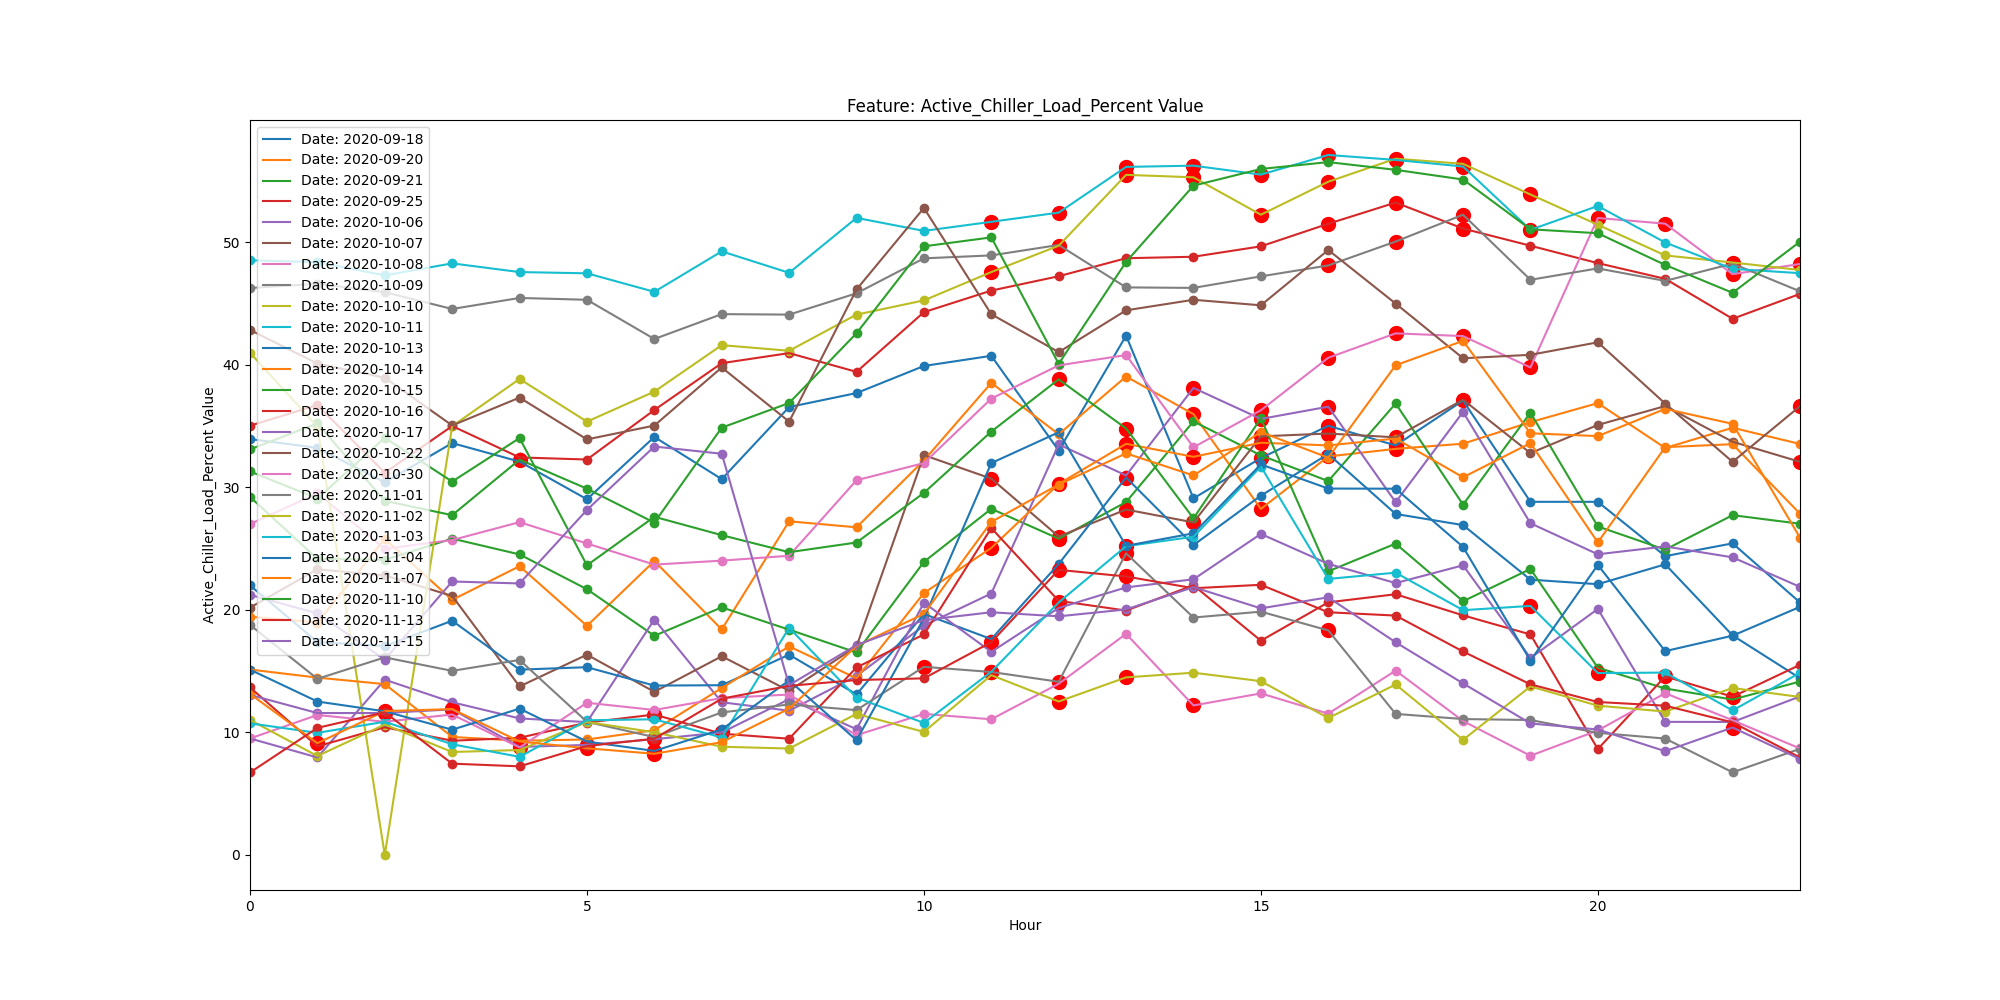 Feature: Active_Chiller_Load_Percent Value
Date: 2020-09-18
Date: 2020-09-20
Date: 2020-09-21
Date: 2020-09-25
Date: 2020-10-06
Date: 2020-10-07
Date: 2020-10-08
Date: 2020-10-09
Date: 2020-10-10
Date: 2020-10-11
Date: 2020-10-13
Date: 2020-10-14
Date: 2020-10-15
Date: 2020-10-16
Date: 2020-10-17
Date: 2020-10-22
Date: 2020-10-30
Date: 2020-11-01
Date: 2020-11-02
Date: 2020-11-03
Date: 2020-11-04
Date: 2020-11-07
Date: 2020-11-10
Date: 2020-11-13
Date: 2020-11-15
Active_Chiller_Load_Percent Value
50
40
30
20
10
0
0 5 10 15 20
Hour